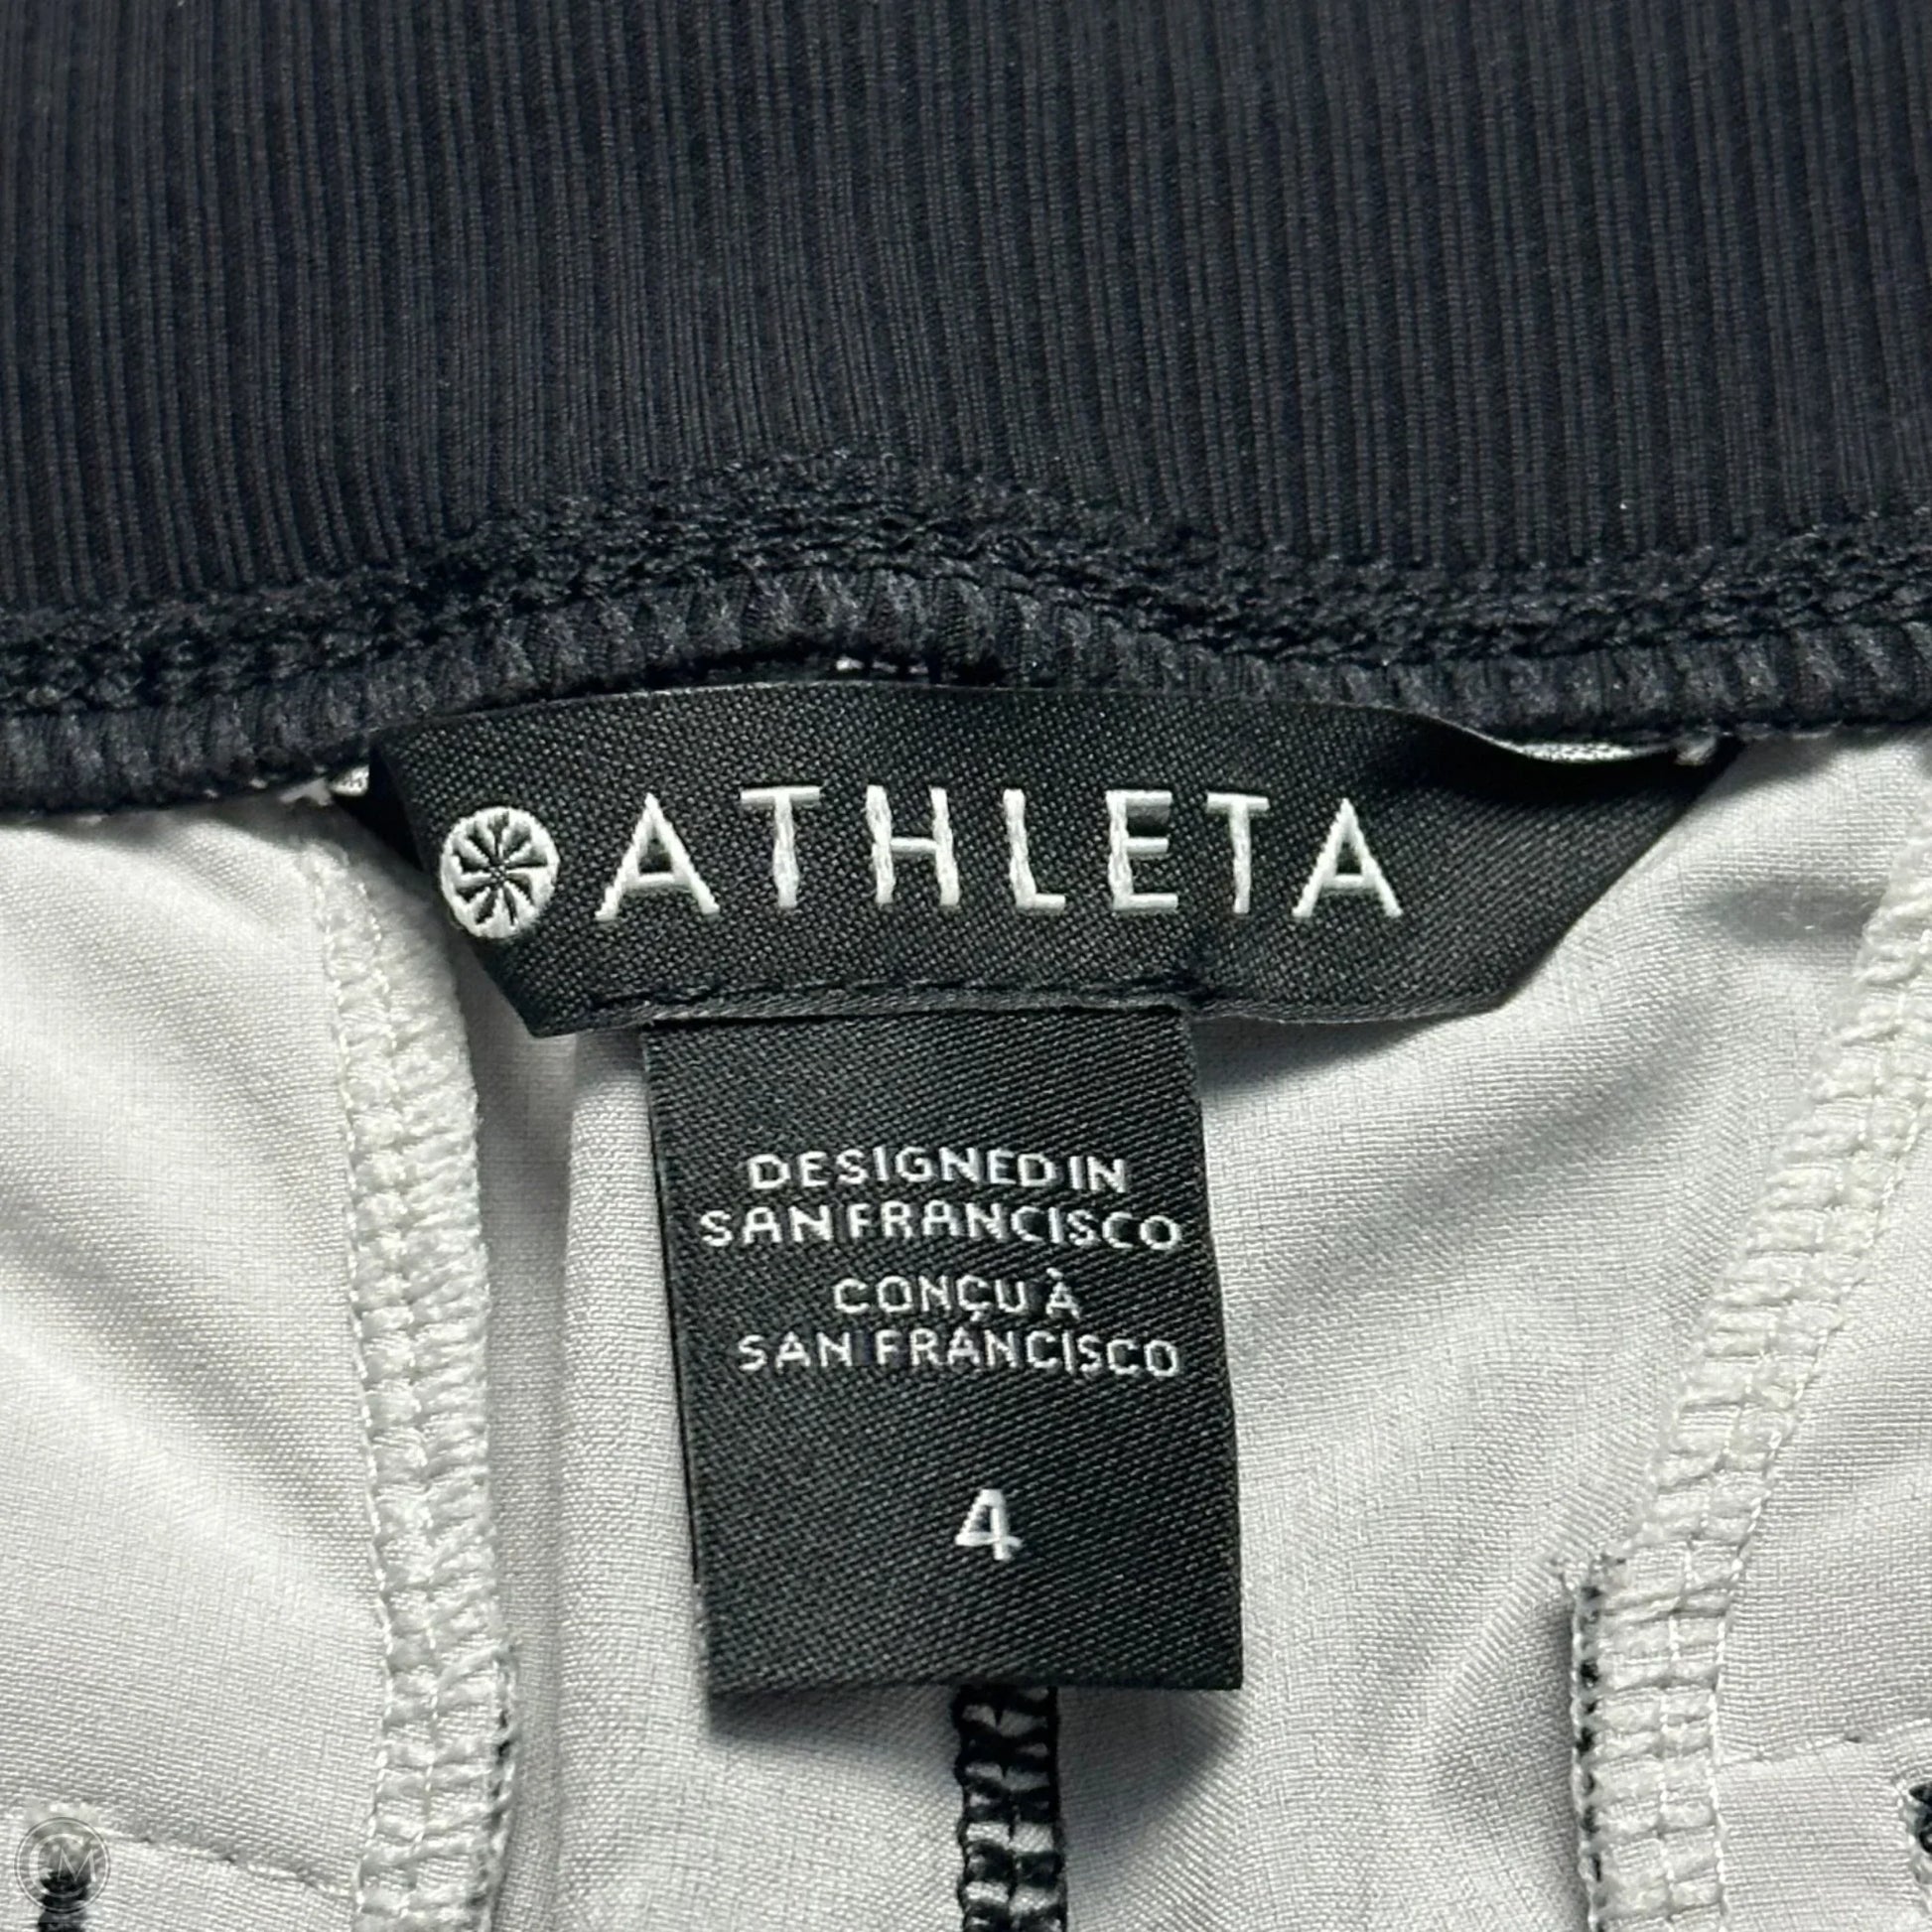 ATHLETA
DESIGNED IN
SAN FRANCISCO
CONÇU À
SAN FRANCISCO
4